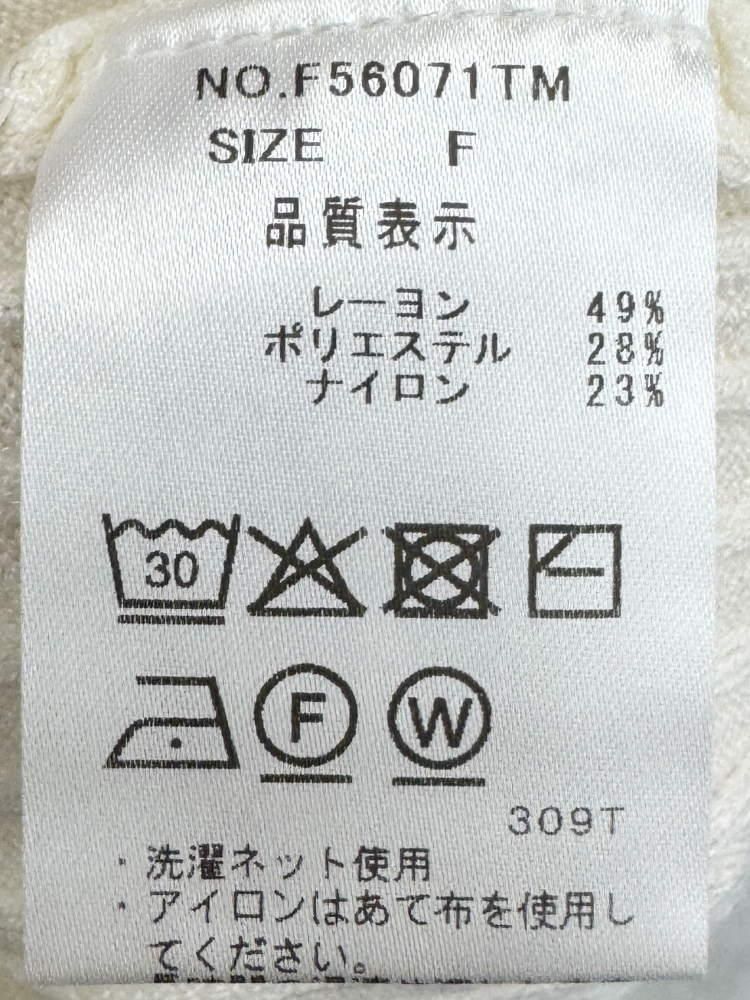 NO.F56071TM
SIZE F
品質表示
レーヨン 49%
ポリエステル 28%
ナイロン 23%
30
F W
309T
・洗濯ネット使用
・アイロンはあて布を使用し
てください。